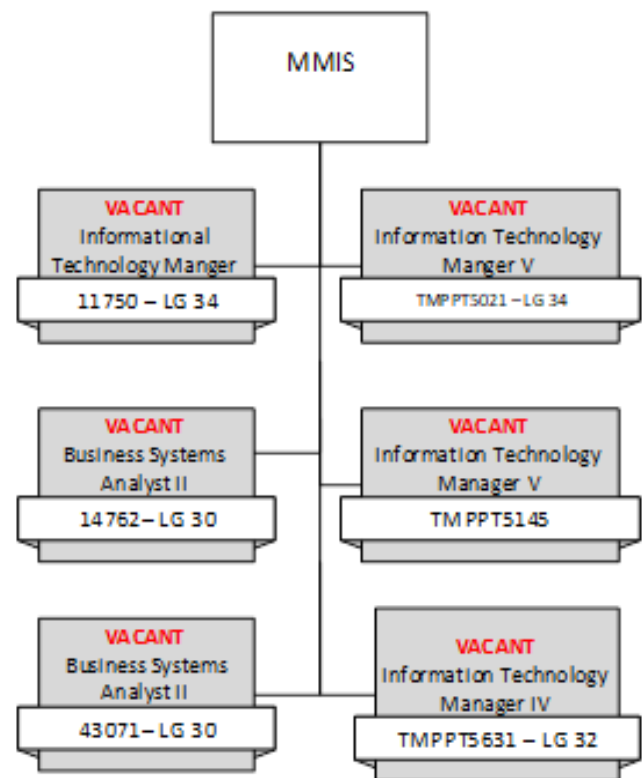 MMIS
VACANT
Informational
Technology Manger
11750 – LG 34
VACANT
Information Technology
Manger V
TMPPT5021 –LG 34
VACANT
Business Systems
Analyst II
14762– LG 30
VACANT
Information Technology
Manager V
TMPPT5145
VACANT
Business Systems
Analyst II
43071– LG 30
VACANT
Information Technology
Manager IV
TMPPT5631 – LG 32